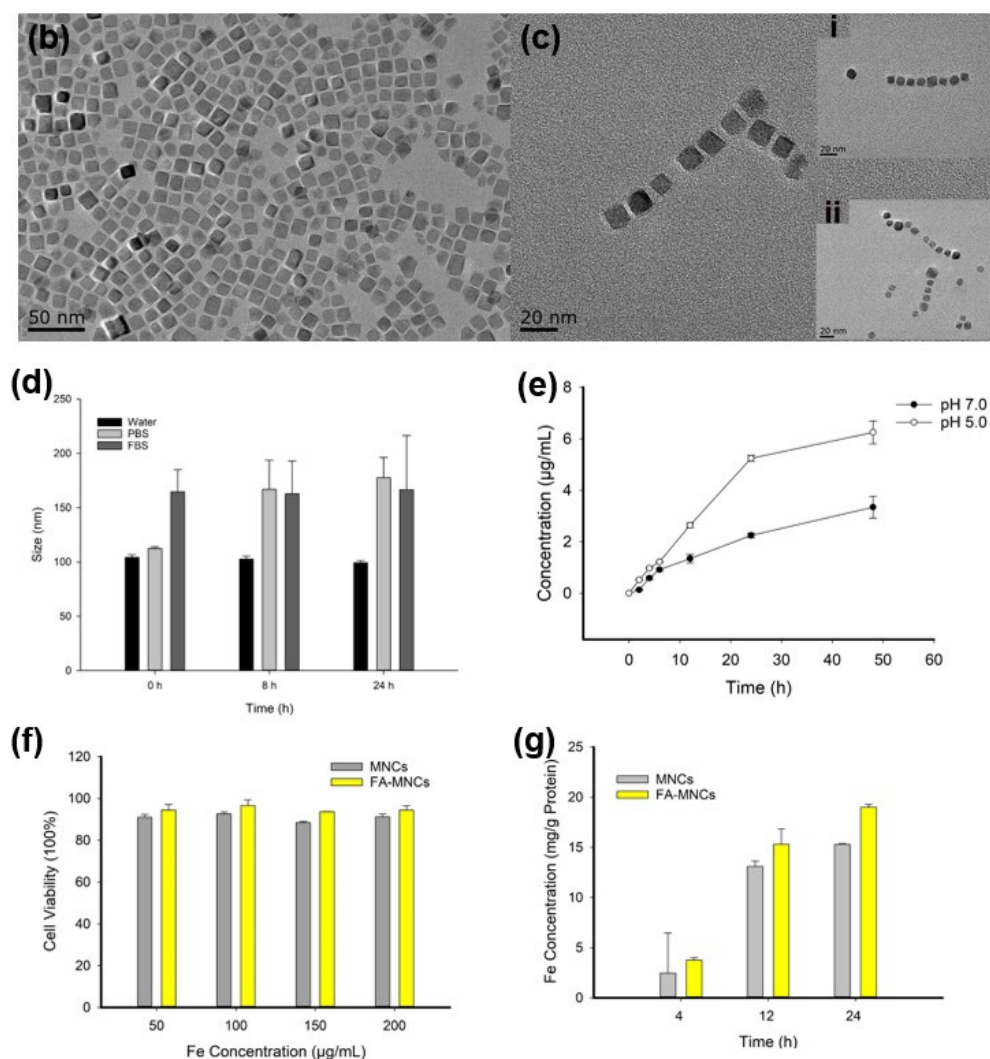 (b)
50 nm
(c)
20 nm
i
20 nm
ii
20 nm
(d)
250
200
150
100
50
0
Size (nm)
Water
PBS
FBS
0 h
8 h
24 h
Time (h)
(e)
8
6
4
2
0
Concentration (µg/mL)
pH 7.0
pH 5.0
0
10
20
30
40
50
60
Time (h)
(f)
120
100
80
60
40
20
0
Cell Viability (100%)
MNCs
FA-MNCs
50
100
150
200
Fe Concentration (µg/mL)
(g)
25
20
15
10
5
0
Fe Concentration (mg/g Protein)
MNCs
FA-MNCs
4
12
24
Time (h)